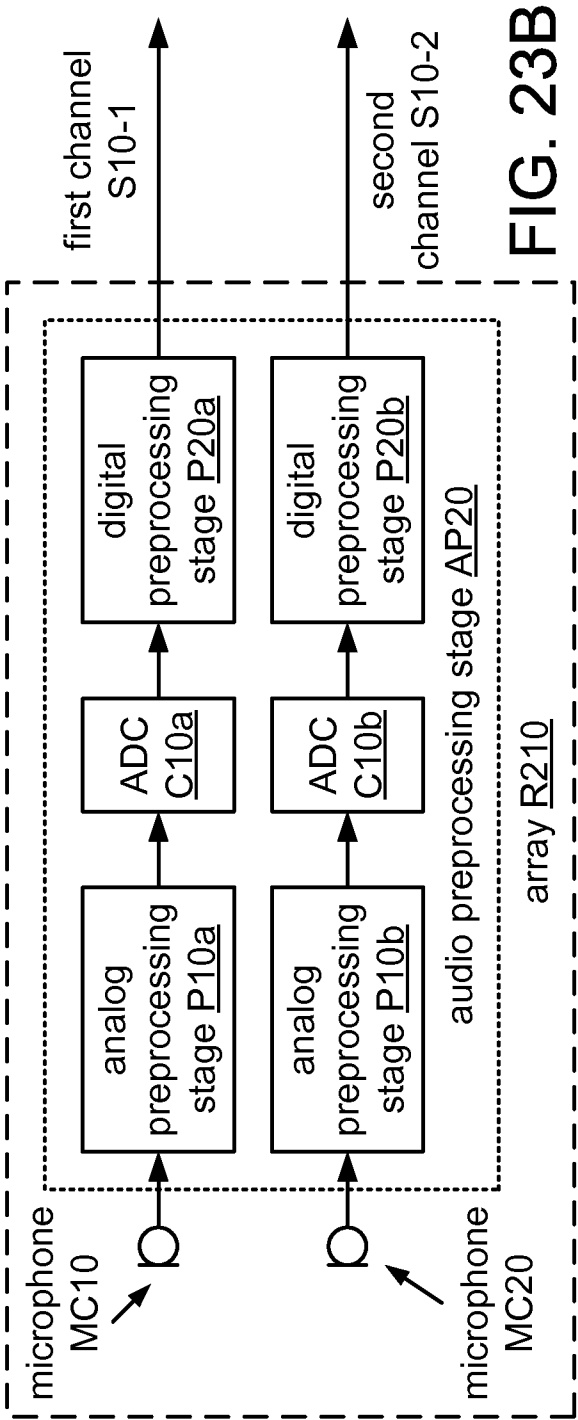 microphone
MC10
analog
preprocessing
stage P10a
ADC
C10a
digital
preprocessing
stage P20a
first channel
S10-1
analog
preprocessing
stage P10b
ADC
C10b
digital
preprocessing
stage P20b
second
channel S10-2
microphone
MC20
audio preprocessing stage AP20
array R210
FIG. 23B